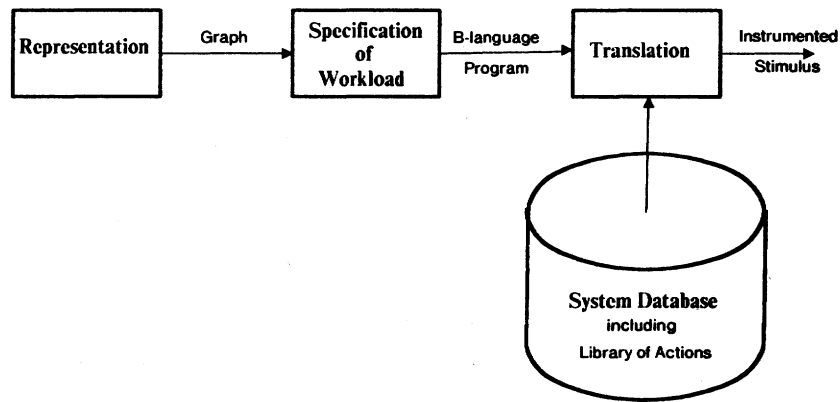 Representation
Graph
Specification
of
Workload
B-language
Program
Translation
Instrumented
Stimulus
System Database
including
Library of Actions